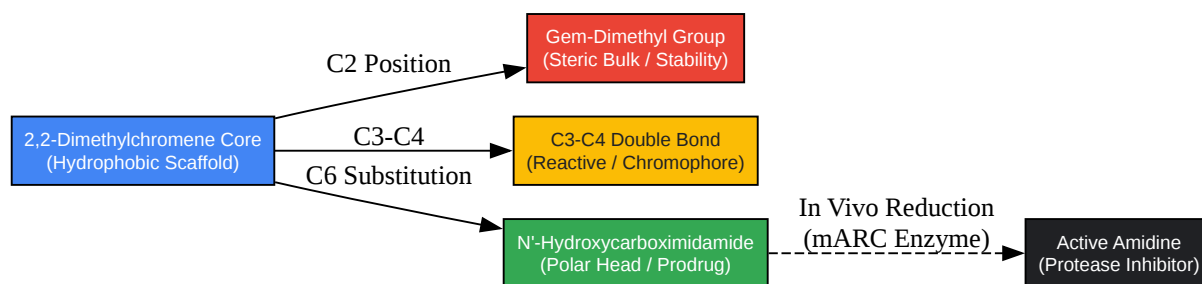 Gem-Dimethyl Group
(Steric Bulk / Stability)
C2 Position
2,2-Dimethylchromene Core
(Hydrophobic Scaffold)
C3-C4
C3-C4 Double Bond
(Reactive / Chromophore)
C6 Substitution
N'-Hydroxycarboximidamide
(Polar Head / Prodrug)
In Vivo Reduction
(mARC Enzyme)
Active Amidine
(Protease Inhibitor)